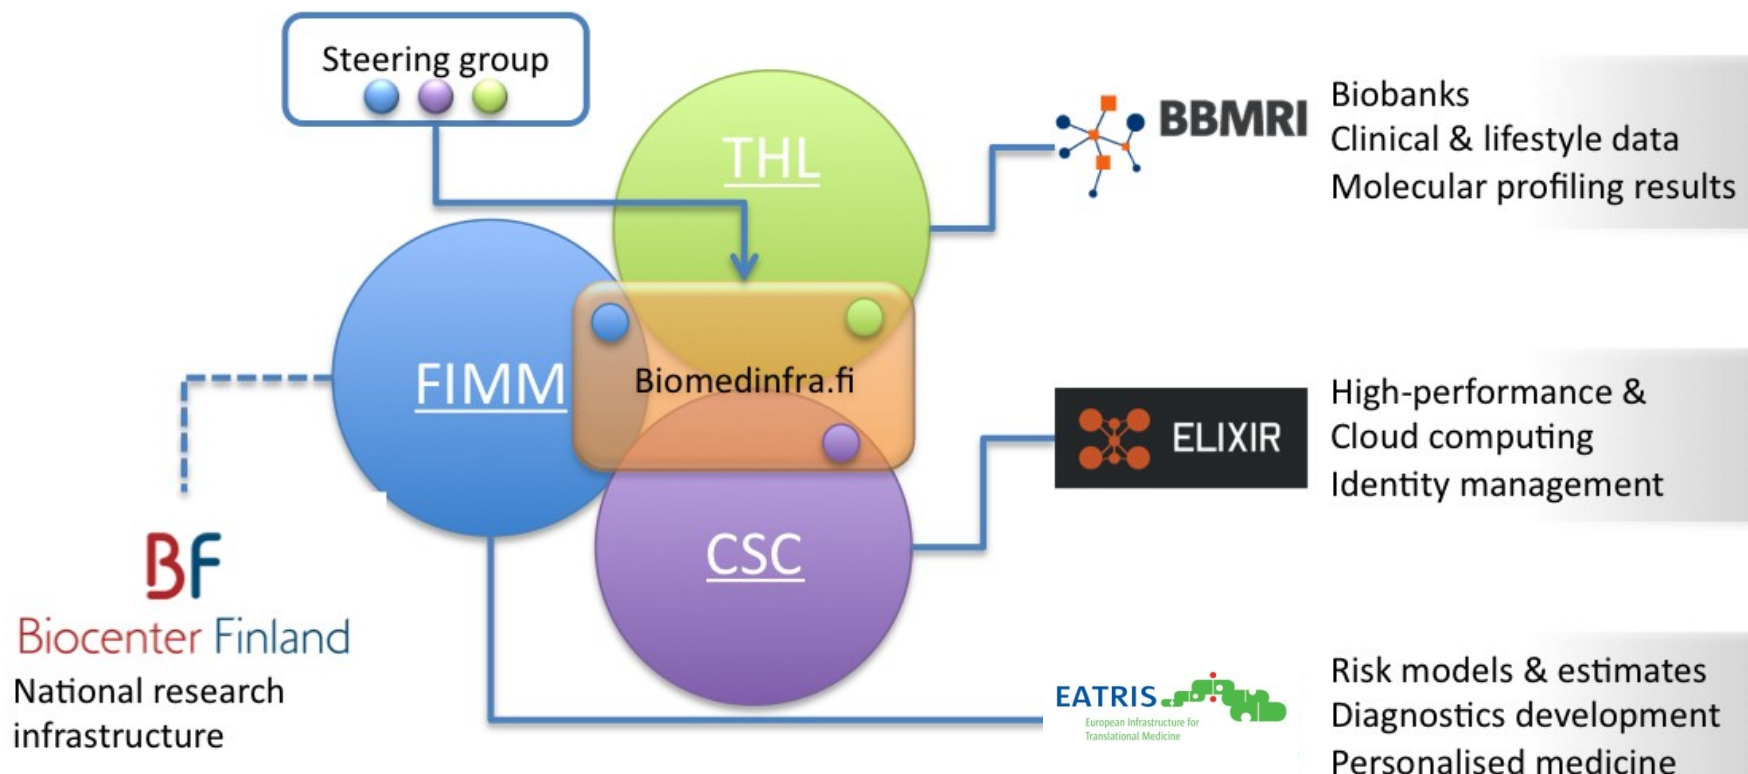 Steering group
THL
FIMM
Biomedinfra.fi
CSC
BBMRI
Biobanks
Clinical & lifestyle data
Molecular profiling results
ELIXIR
High-performance &
Cloud computing
Identity management
BF
Biocenter Finland
National research
infrastructure
EATRIS
European Infrastructure for
Translational Medicine
Risk models & estimates
Diagnostics development
Personalised medicine